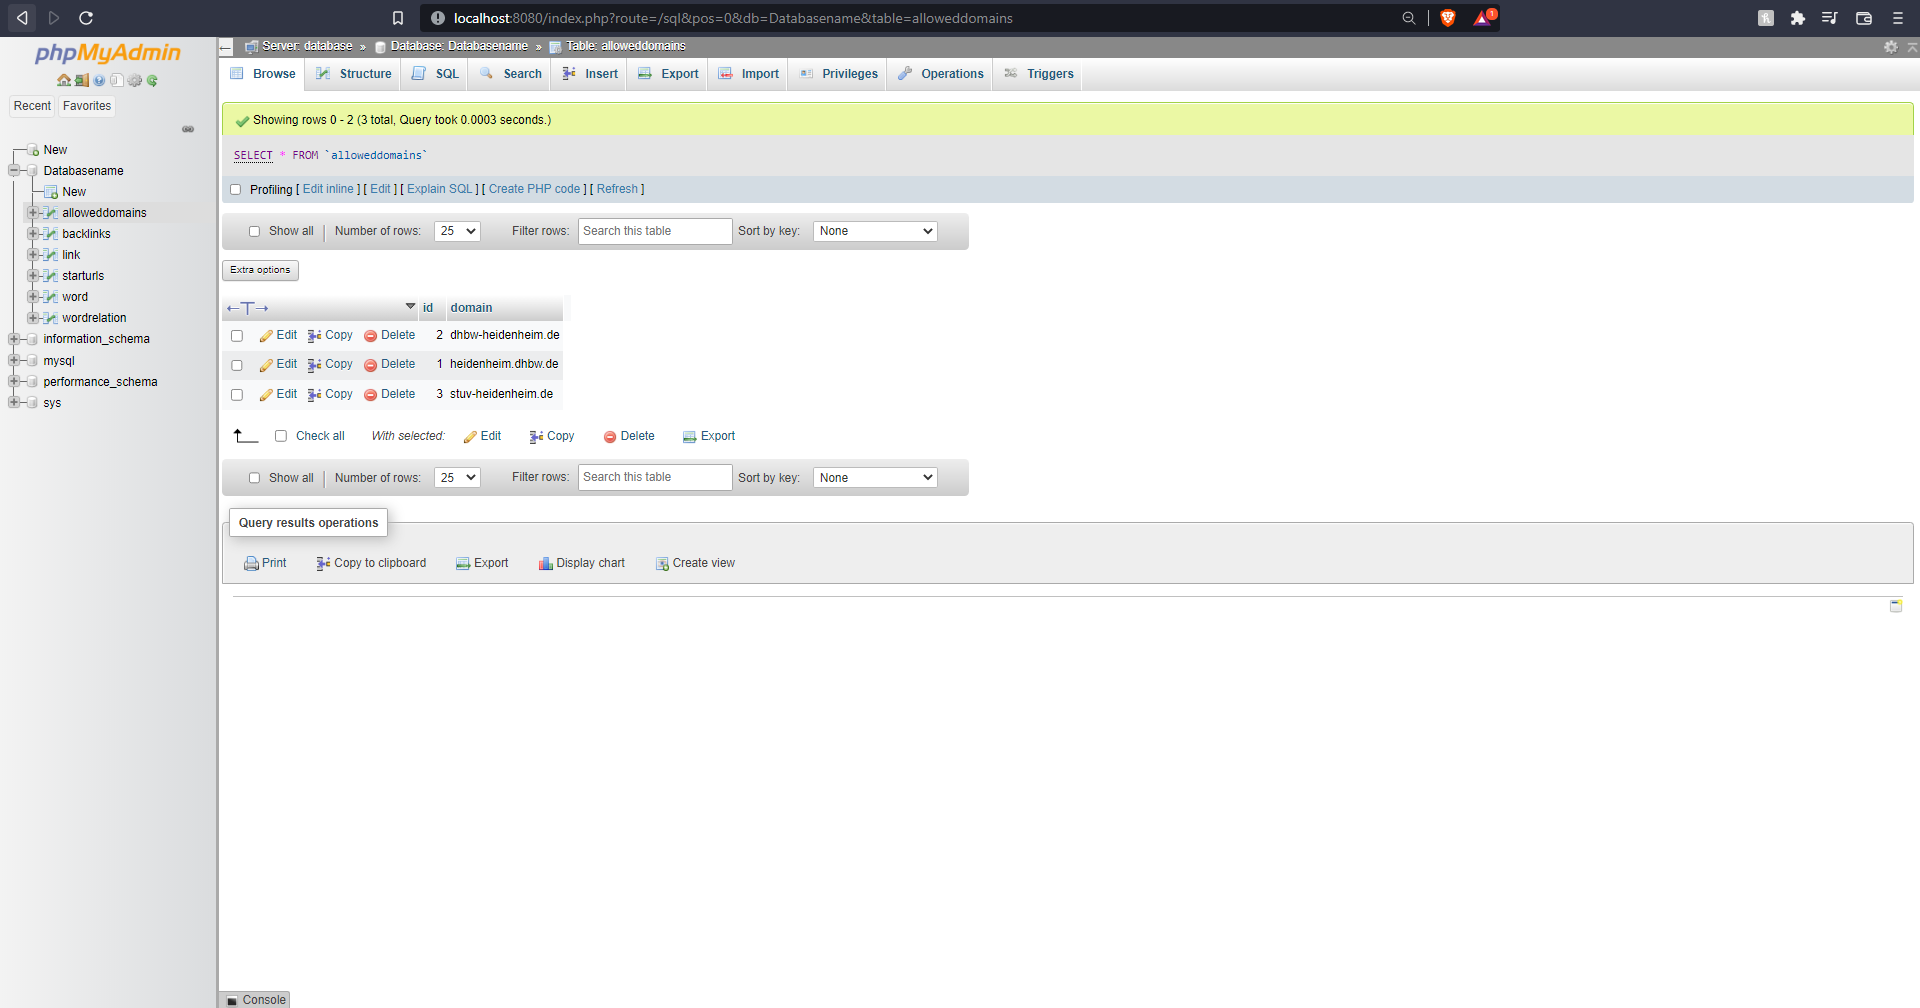 localhost:8080/index.php?route=/sql&pos=0&db=Databasename&table=alloweddomains
1
phpMyAdmin
Recent Favorites
New
Databasename
New
alloweddomains
backlinks
link
starturls
word
wordrelation
information_schema
mysql
performance_schema
sys
Server: database » Database: Databasename » Table: alloweddomains
Browse Structure SQL Search Insert Export Import Privileges Operations Triggers
Showing rows 0 - 2 (3 total, Query took 0.0003 seconds.)
SELECT * FROM `alloweddomains`
Profiling [ Edit inline ] [ Edit ] [ Explain SQL ] [ Create PHP code ] [ Refresh ]
Show all | Number of rows: 25 Filter rows: Search this table Sort by key: None
Extra options
←T→ id domain
Edit Copy Delete 2 dhbw-heidenheim.de
Edit Copy Delete 1 heidenheim.dhbw.de
Edit Copy Delete 3 stuv-heidenheim.de
Check all With selected: Edit Copy Delete Export
Show all | Number of rows: 25 Filter rows: Search this table Sort by key: None
Query results operations
Print Copy to clipboard Export Display chart Create view
Console